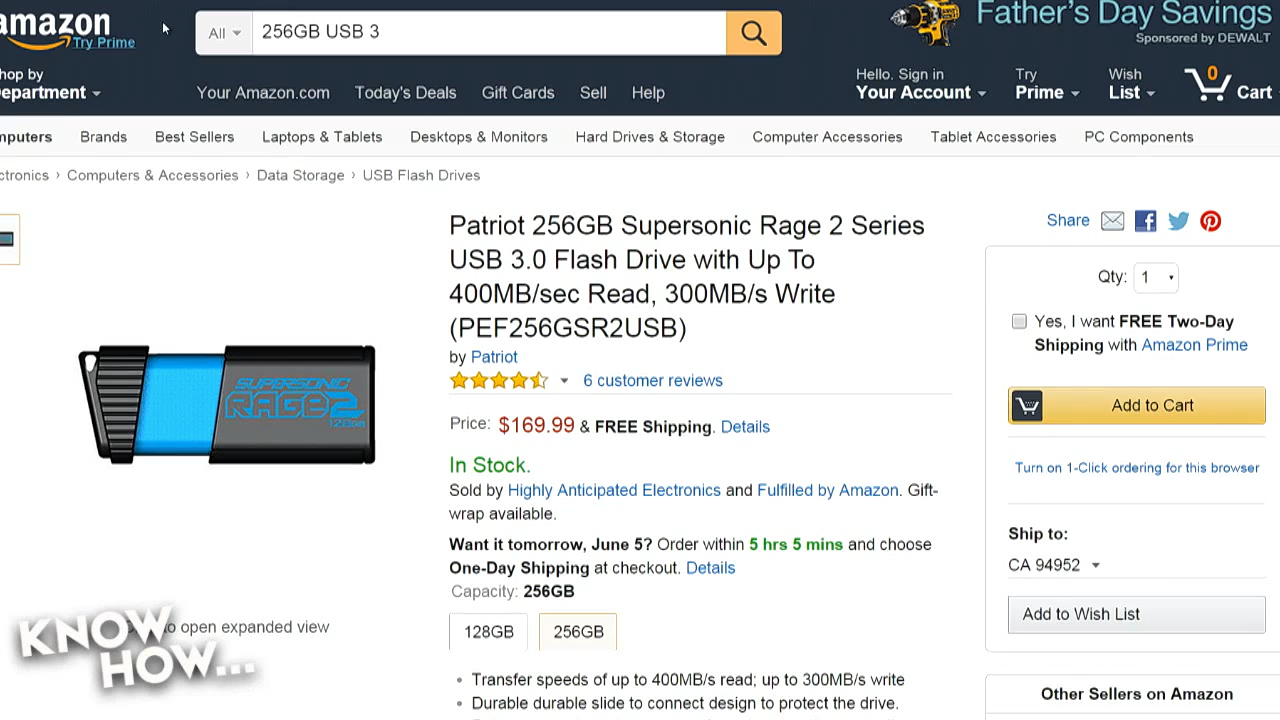 amazon
Try Prime
All
256GB USB 3
Father's Day Savings
Sponsored by DEWALT
hop by
epartment
Your Amazon.com Today's Deals Gift Cards Sell Help
Hello. Sign in
Your Account
Try
Prime
Wish
List
0
Cart
mputers Brands Best Sellers Laptops & Tablets Desktops & Monitors Hard Drives & Storage Computer Accessories Tablet Accessories PC Components
ctronics › Computers & Accessories › Data Storage › USB Flash Drives
SUPERSONIC
RAGE2
128GB
to open expanded view
Patriot 256GB Supersonic Rage 2 Series
USB 3.0 Flash Drive with Up To
400MB/sec Read, 300MB/s Write
(PEF256GSR2USB)
by Patriot
6 customer reviews
Price: $169.99 & FREE Shipping. Details
In Stock.
Sold by Highly Anticipated Electronics and Fulfilled by Amazon. Gift-
wrap available.
Want it tomorrow, June 5? Order within 5 hrs 5 mins and choose
One-Day Shipping at checkout. Details
Capacity: 256GB
128GB 256GB
• Transfer speeds of up to 400MB/s read; up to 300MB/s write
• Durable durable slide to connect design to protect the drive.
Share
Qty: 1
Yes, I want FREE Two-Day
Shipping with Amazon Prime
Add to Cart
Turn on 1-Click ordering for this browser
Ship to:
CA 94952
Add to Wish List
Other Sellers on Amazon
KNOW
HOW...